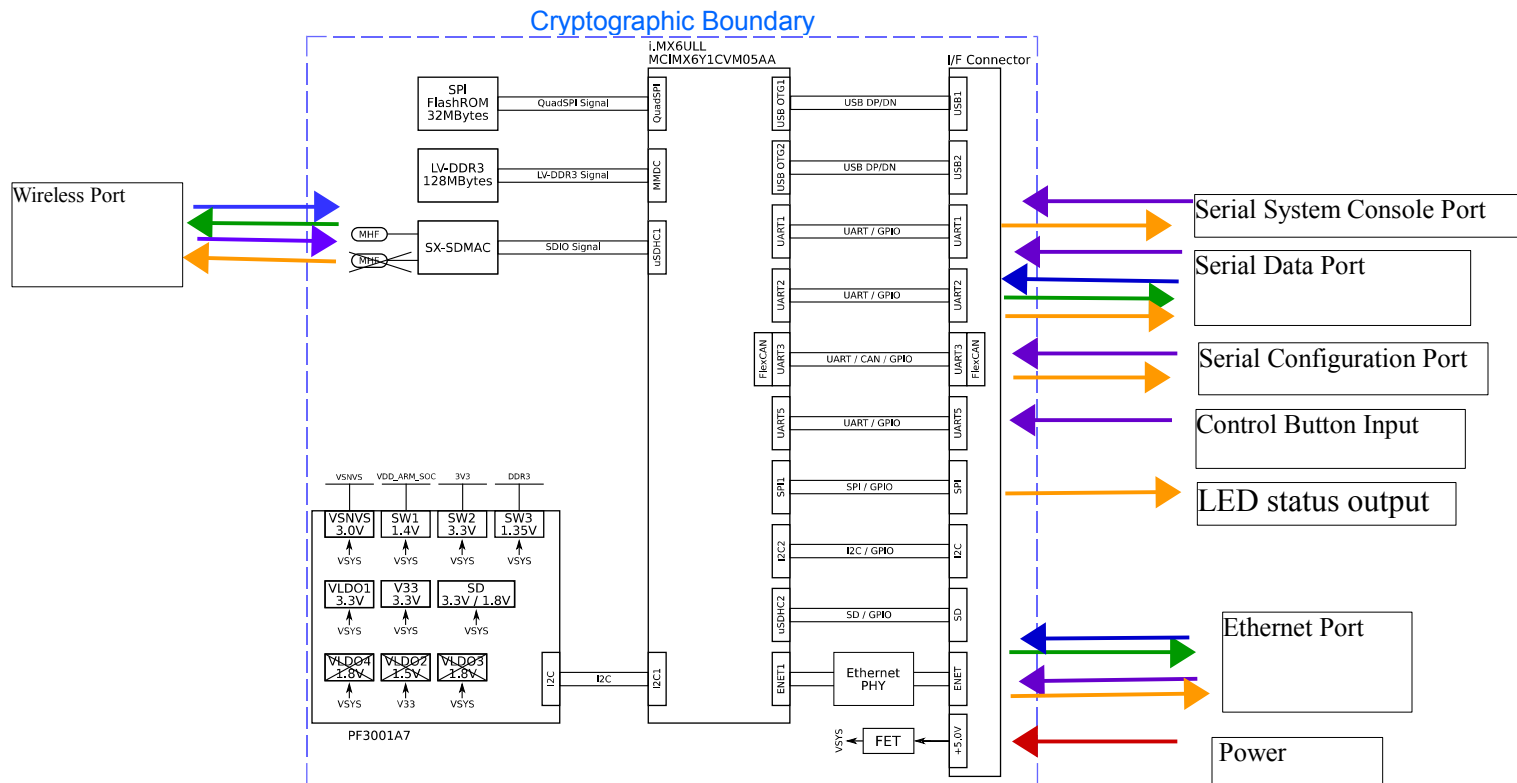 Cryptographic Boundary
i.MX6ULL
MCIMX6Y1CVM05AA
I/F Connector
SPI
FlashROM
32MBytes
QuadSPI Signal
QuadSPI
USB OTG1
USB DP/DN
USB1
LV-DDR3
128MBytes
LV-DDR3 Signal
MMDC
USB OTG2
USB DP/DN
USB2
Wireless Port
MHF
MHF
SX-SDMAC
SDIO Signal
uSDHC1
UART1
UART / GPIO
UART1
Serial System Console Port
UART2
UART / GPIO
UART2
Serial Data Port
FlexCAN
UART3
UART / CAN / GPIO
UART3
FlexCAN
Serial Configuration Port
UART5
UART / GPIO
UART5
Control Button Input
SPI1
SPI / GPIO
SPI
LED status output
I2C2
I2C / GPIO
I2C
uSDHC2
SD / GPIO
SD
ENET1
Ethernet
PHY
ENET
Ethernet Port
VSYS
FET
+5.0V
Power
VSNVS
VDD_ARM_SOC
3V3
DDR3
VSNVS
3.0V
SW1
1.4V
SW2
3.3V
SW3
1.35V
VSYS
VSYS
VSYS
VSYS
VLDO1
3.3V
V33
3.3V
SD
3.3V / 1.8V
VSYS
VSYS
VSYS
VLDO4
1.8V
VLDO2
1.5V
VLDO3
1.8V
VSYS
V33
VSYS
I2C
I2C
I2C1
PF3001A7